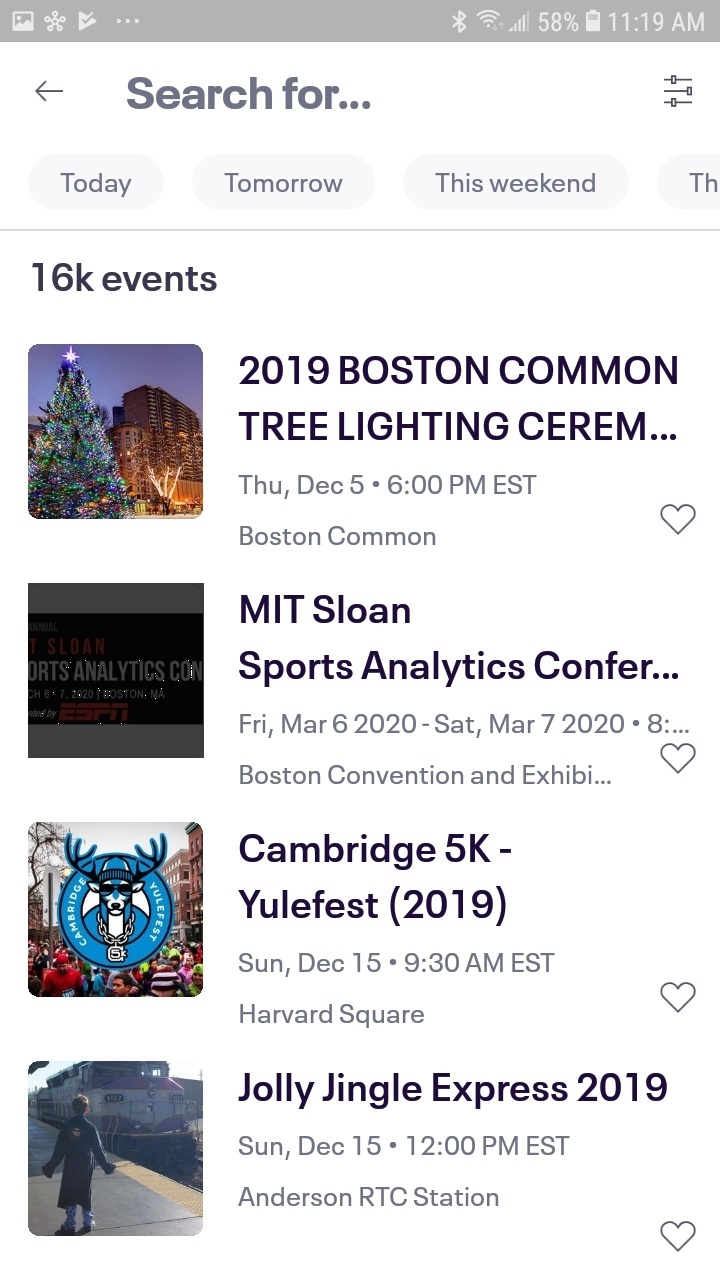 58% 11:19 AM
Search for...
Today Tomorrow This weekend Th
16k events
2019 BOSTON COMMON
TREE LIGHTING CEREM...
Thu, Dec 5 • 6:00 PM EST
Boston Common
ANNUAL
T SLOAN
ORTS ANALYTICS CON
CH 6 - 7, 2020 | BOSTON, MA
nted by ESPN
MIT Sloan
Sports Analytics Confer...
Fri, Mar 6 2020 - Sat, Mar 7 2020 • 8:...
Boston Convention and Exhibi...
CAMBRIDGE YULEFEST
5K
Cambridge 5K -
Yulefest (2019)
Sun, Dec 15 • 9:30 AM EST
Harvard Square
Jolly Jingle Express 2019
Sun, Dec 15 • 12:00 PM EST
Anderson RTC Station